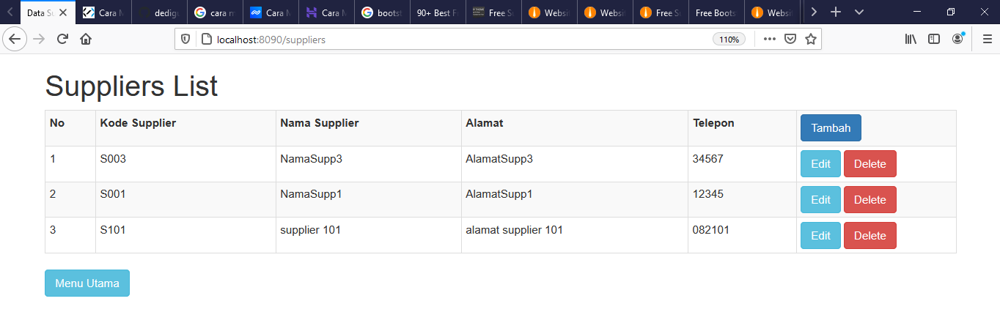 Data Su Cara M dedigu cara m Cara M Cara M bootst 90+ Best F Free S Websit Websit Free S Free Boots Websit
localhost:8090/suppliers 110%
Suppliers List
No Kode Supplier Nama Supplier Alamat Telepon Tambah
1 S003 NamaSupp3 AlamatSupp3 34567 Edit Delete
2 S001 NamaSupp1 AlamatSupp1 12345 Edit Delete
3 S101 supplier 101 alamat supplier 101 082101 Edit Delete
Menu Utama